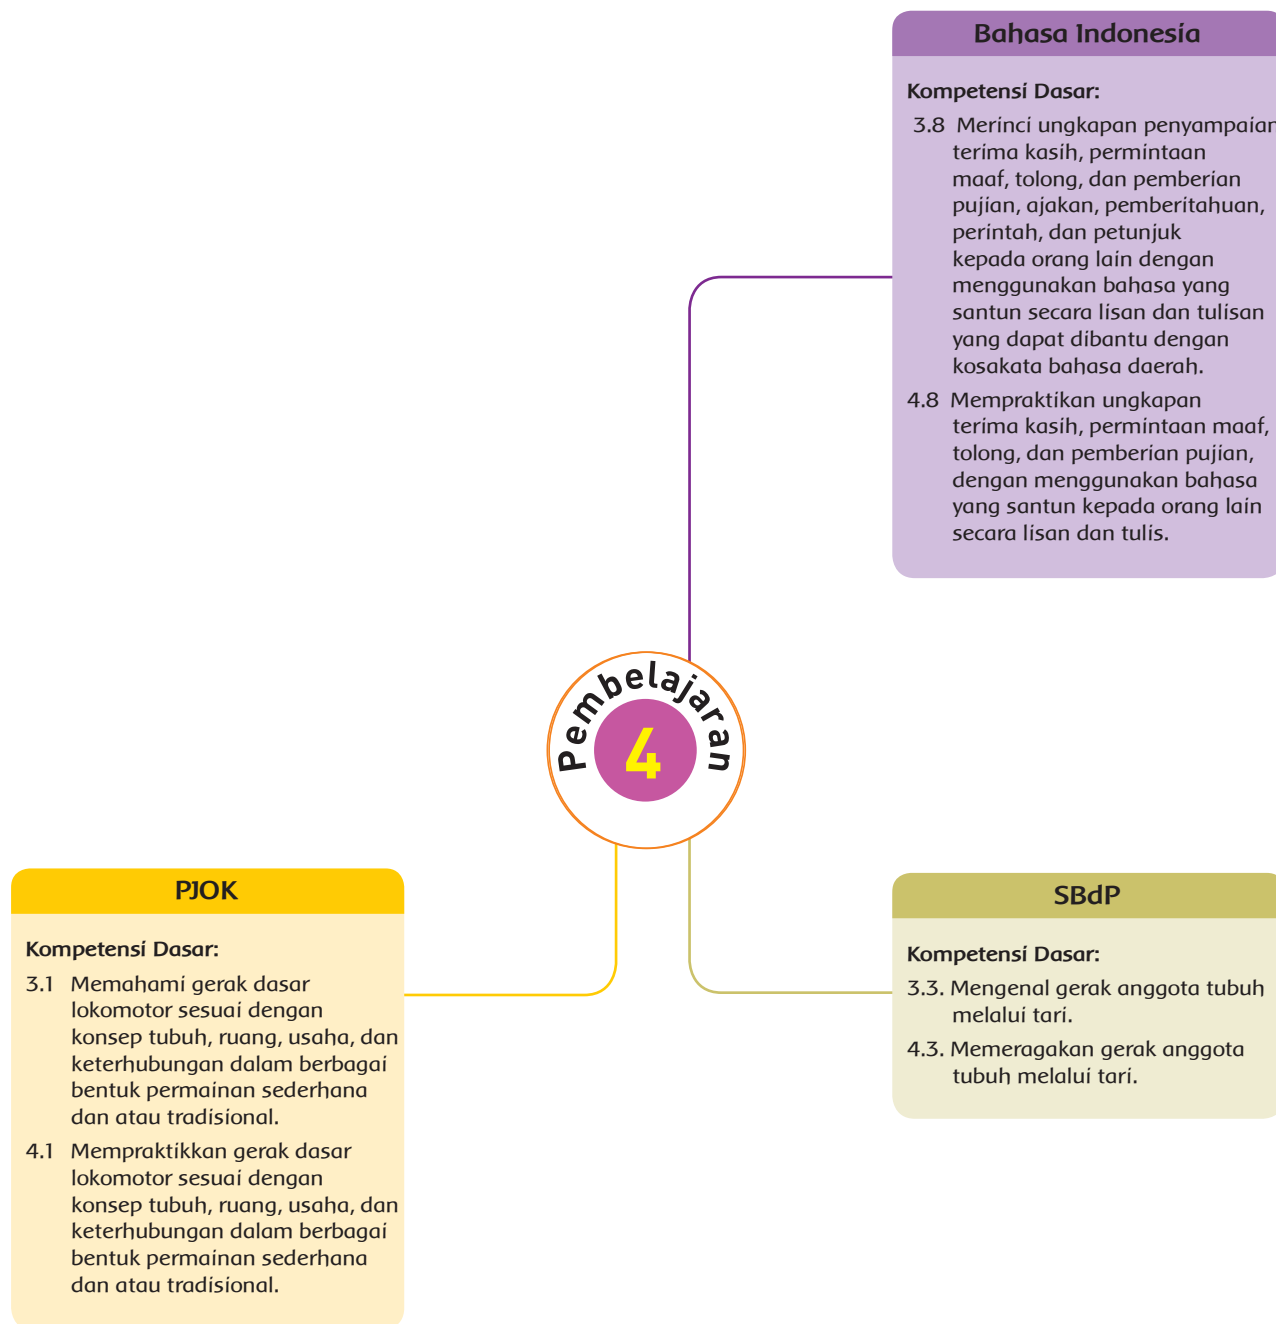 Bahasa Indonesia
Kompetensi Dasar:
3.8 Merinci ungkapan penyampaian
terima kasih, permintaan
maaf, tolong, dan pemberian
pujian, ajakan, pemberitahuan,
perintah, dan petunjuk
kepada orang lain dengan
menggunakan bahasa yang
santun secara lisan dan tulisan
yang dapat dibantu dengan
kosakata bahasa daerah.
4.8 Mempraktikan ungkapan
terima kasih, permintaan maaf,
tolong, dan pemberian pujian,
dengan menggunakan bahasa
yang santun kepada orang lain
secara lisan dan tulis.
Pembelajaran
4
PJOK
Kompetensi Dasar:
3.1 Memahami gerak dasar
lokomotor sesuai dengan
konsep tubuh, ruang, usaha, dan
keterhubungan dalam berbagai
bentuk permainan sederhana
dan atau tradisional.
4.1 Mempraktikkan gerak dasar
lokomotor sesuai dengan
konsep tubuh, ruang, usaha, dan
keterhubungan dalam berbagai
bentuk permainan sederhana
dan atau tradisional.
SBdP
Kompetensi Dasar:
3.3. Mengenal gerak anggota tubuh
melalui tari.
4.3. Memeragakan gerak anggota
tubuh melalui tari.